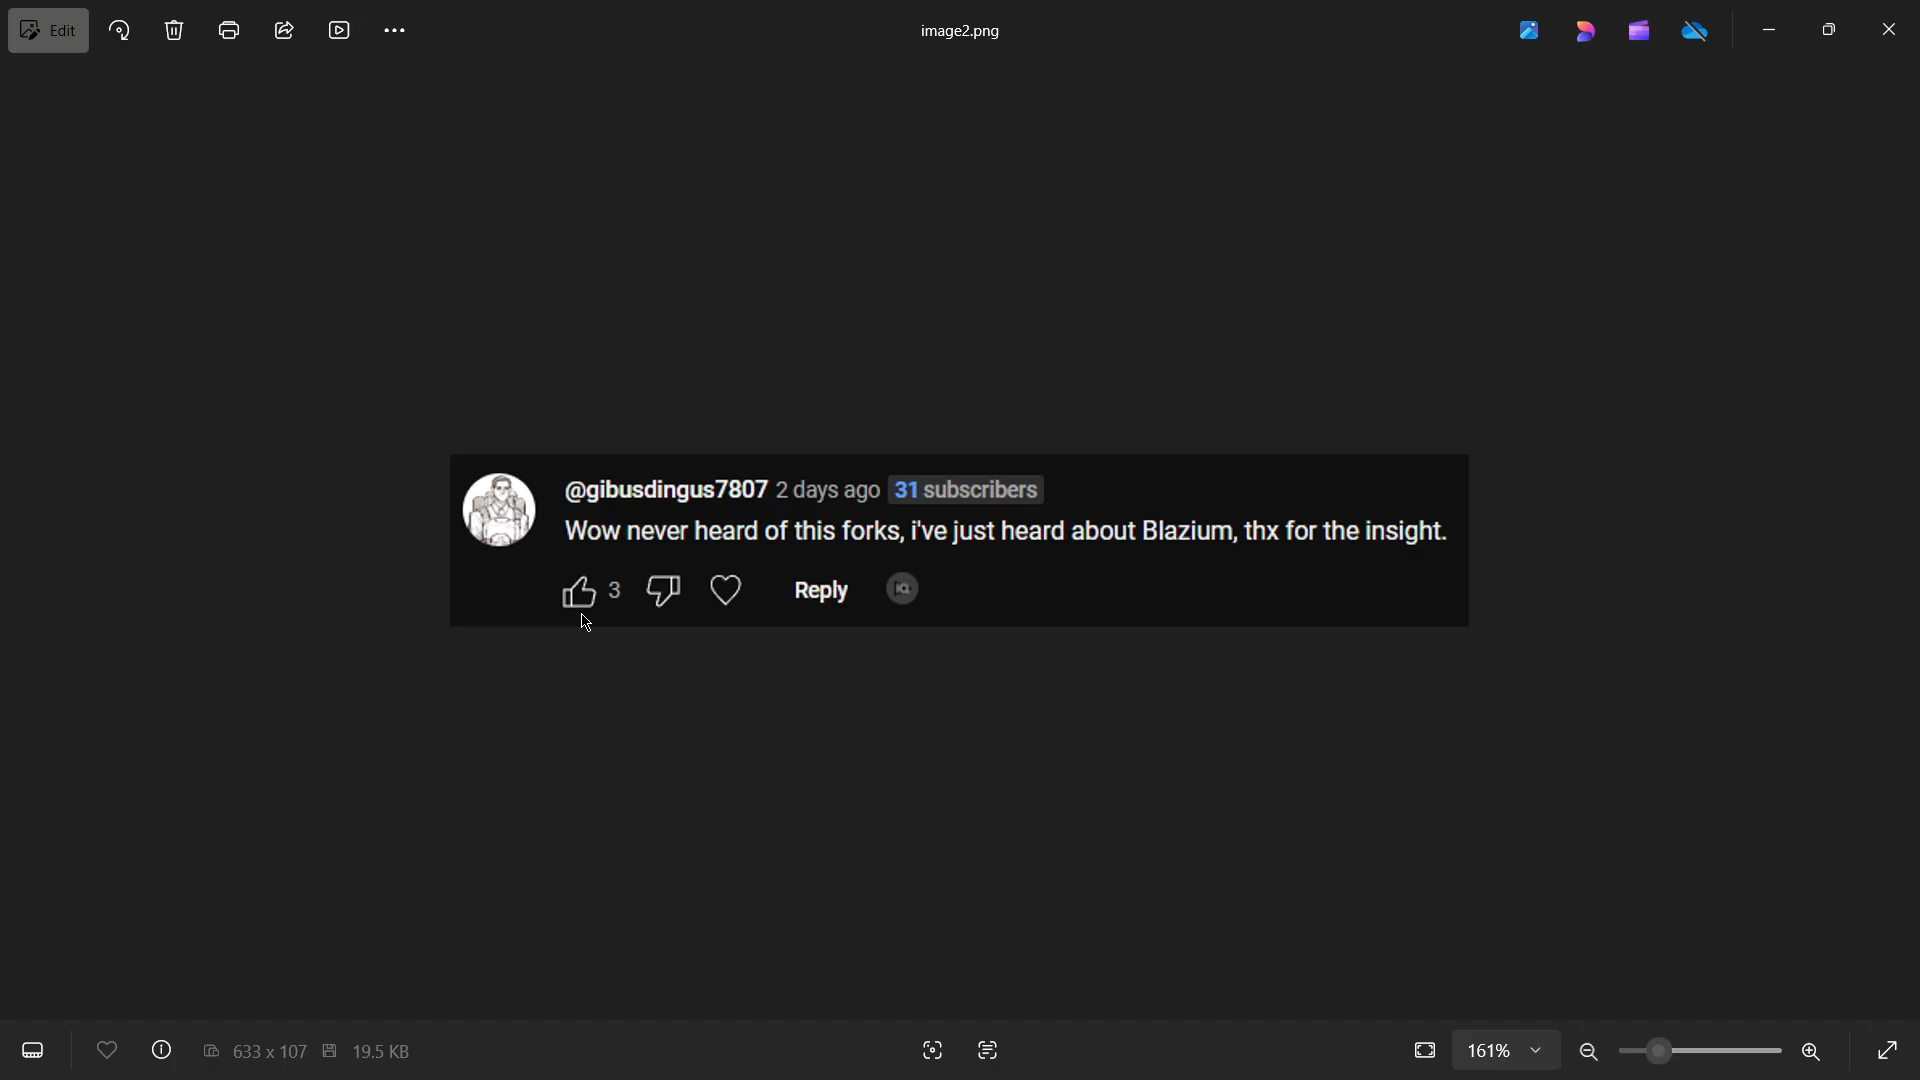 Edit
image2.png
@gibusdingus7807 2 days ago 31 subscribers
Wow never heard of this forks, i've just heard about Blazium, thx for the insight.
3 Reply IQ
633 x 107 19.5 KB 161%